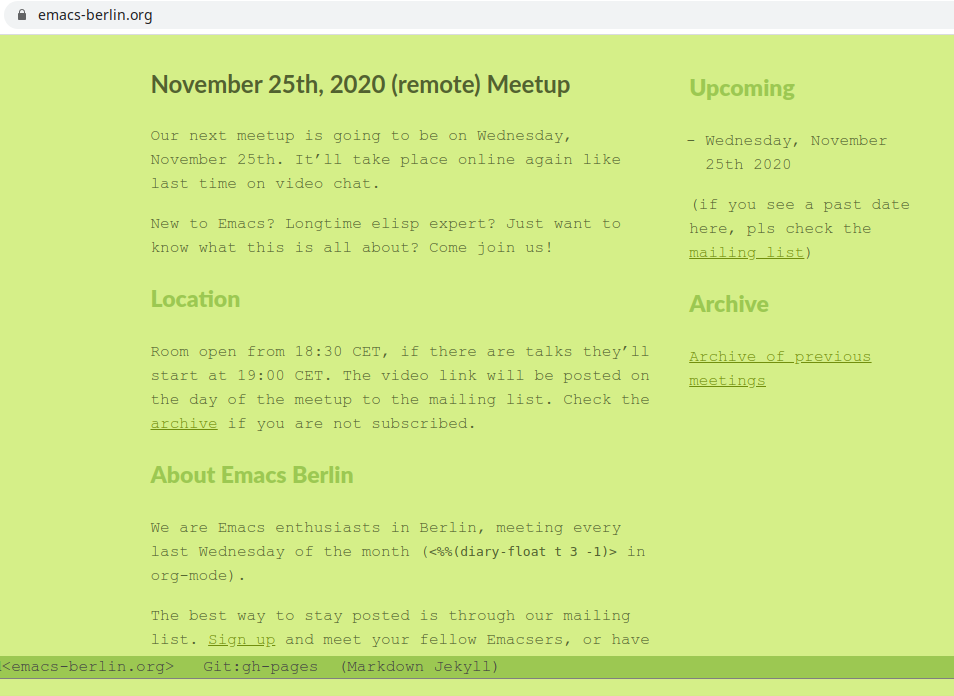 emacs-berlin.org
November 25th, 2020 (remote) Meetup
Our next meetup is going to be on Wednesday,
November 25th. It’ll take place online again like
last time on video chat.
New to Emacs? Longtime elisp expert? Just want to
know what this is all about? Come join us!
Location
Room open from 18:30 CET, if there are talks they’ll
start at 19:00 CET. The video link will be posted on
the day of the meetup to the mailing list. Check the
archive if you are not subscribed.
About Emacs Berlin
We are Emacs enthusiasts in Berlin, meeting every
last Wednesday of the month (<%%(diary-float t 3 -1)> in
org-mode).
The best way to stay posted is through our mailing
list. Sign up and meet your fellow Emacsers, or have
Upcoming
- Wednesday, November
25th 2020
(if you see a past date
here, pls check the
mailing list)
Archive
Archive of previous
meetings
<emacs-berlin.org> Git:gh-pages (Markdown Jekyll)